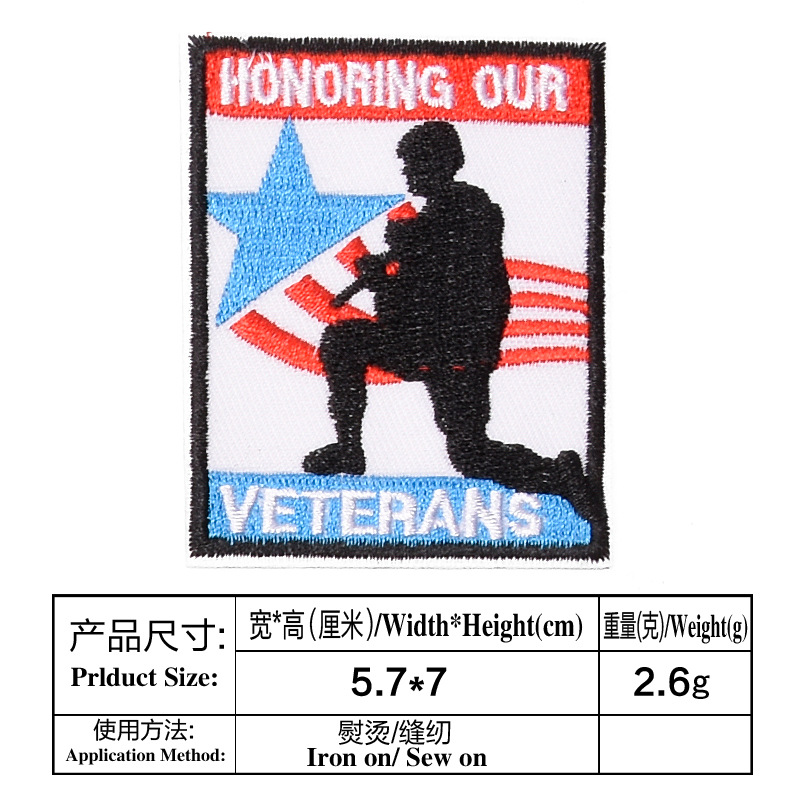 HONORING OUR
VETERANS
产品尺寸:
Prlduct Size:
宽*高(厘米)/Width*Height(cm)
重量(克)/Weight(g)
5.7*7
2.6g
使用方法:
Application Method:
熨烫/缝纫
Iron on/ Sew on